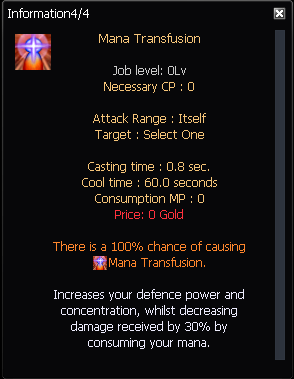 Information4/4
Mana Transfusion
Job level: 0Lv
Necessary CP : 0
Attack Range : Itself
Target : Select One
Casting time : 0.8 sec.
Cool time : 60.0 seconds
Consumption MP : 0
Price: 0 Gold
There is a 100% chance of causing
Mana Transfusion.
Increases your defence power and
concentration, whilst decreasing
damage received by 30% by
consuming your mana.